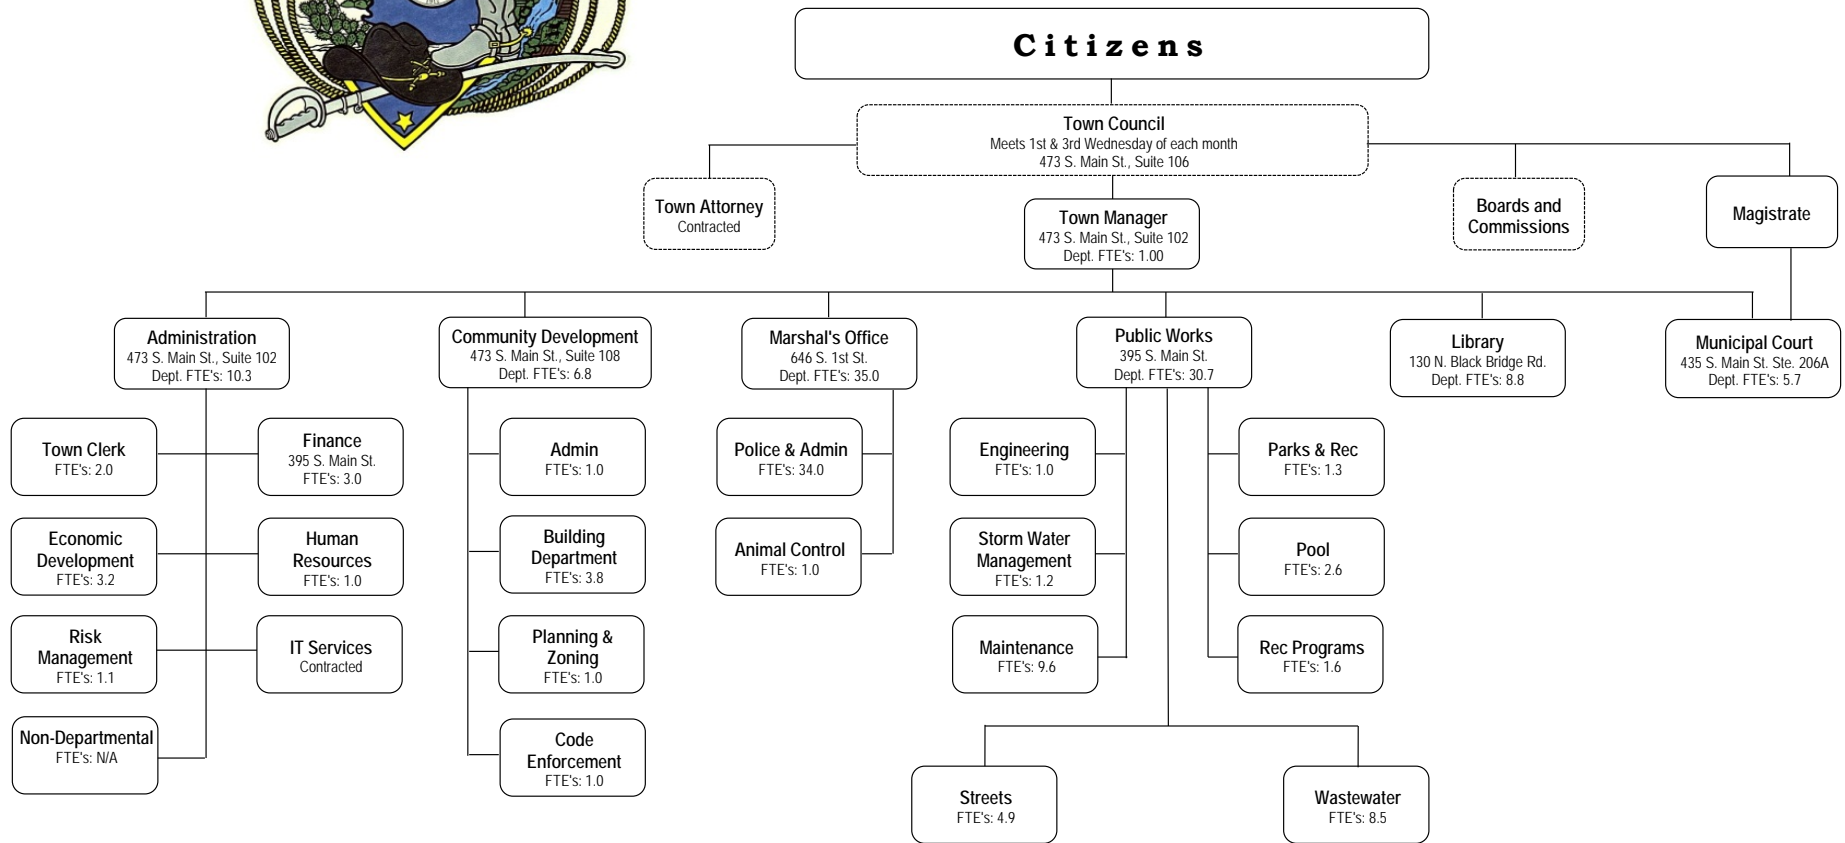 Citizens
Town Council
Meets 1st & 3rd Wednesday of each month
473 S. Main St., Suite 106
Town Attorney
Contracted
Town Manager
473 S. Main St., Suite 102
Dept. FTE's: 1.00
Boards and
Commissions
Magistrate
Administration
473 S. Main St., Suite 102
Dept. FTE's: 10.3
Community Development
473 S. Main St., Suite 108
Dept. FTE's: 6.8
Marshal's Office
646 S. 1st St.
Dept. FTE's: 35.0
Public Works
395 S. Main St.
Dept. FTE's: 30.7
Library
130 N. Black Bridge Rd.
Dept. FTE's: 8.8
Municipal Court
435 S. Main St. Ste. 206A
Dept. FTE's: 5.7
Town Clerk
FTE's: 2.0
Finance
395 S. Main St.
FTE's: 3.0
Economic
Development
FTE's: 3.2
Human
Resources
FTE's: 1.0
Risk
Management
FTE's: 1.1
IT Services
Contracted
Non-Departmental
FTE's: N/A
Admin
FTE's: 1.0
Building
Department
FTE's: 3.8
Planning &
Zoning
FTE's: 1.0
Code
Enforcement
FTE's: 1.0
Police & Admin
FTE's: 34.0
Animal Control
FTE's: 1.0
Engineering
FTE's: 1.0
Storm Water
Management
FTE's: 1.2
Maintenance
FTE's: 9.6
Parks & Rec
FTE's: 1.3
Pool
FTE's: 2.6
Rec Programs
FTE's: 1.6
Streets
FTE's: 4.9
Wastewater
FTE's: 8.5